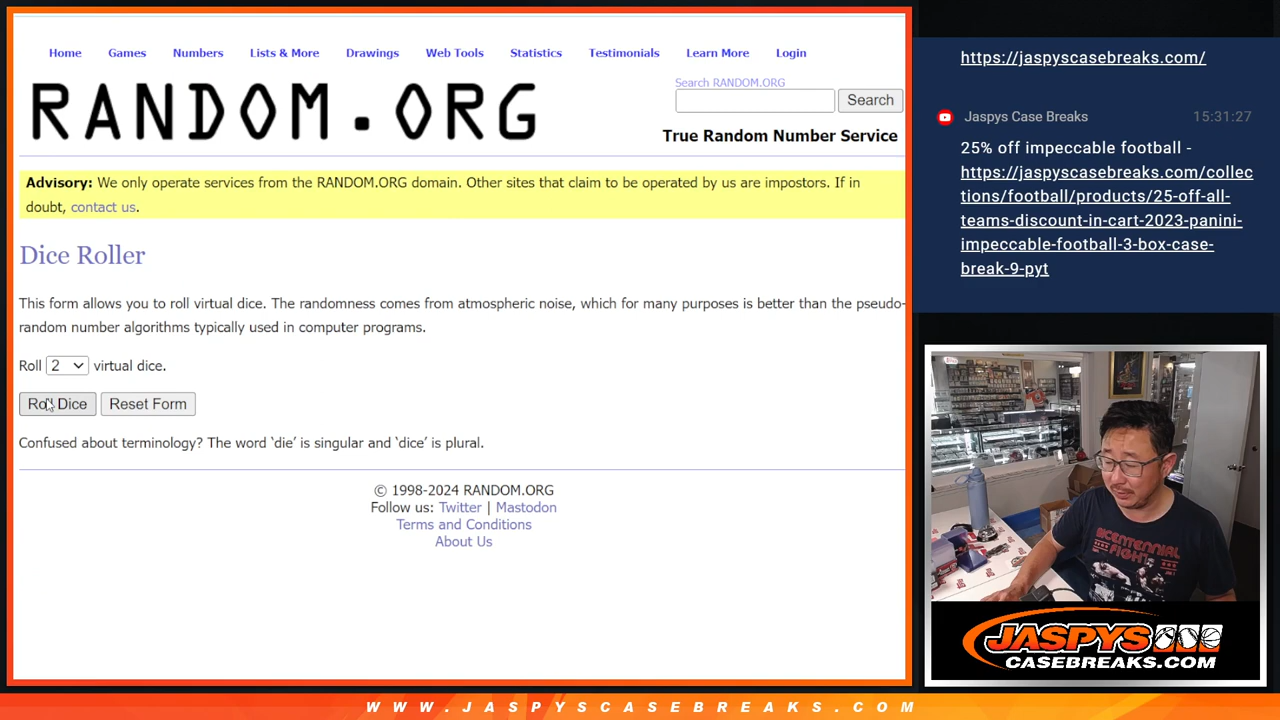 Home Games Numbers Lists & More Drawings Web Tools Statistics Testimonials Learn More Login
RANDOM.ORG
Search RANDOM.ORG
Search
True Random Number Service
Advisory: We only operate services from the RANDOM.ORG domain. Other sites that claim to be operated by us are impostors. If in
doubt, contact us.
Dice Roller
This form allows you to roll virtual dice. The randomness comes from atmospheric noise, which for many purposes is better than the pseudo-
random number algorithms typically used in computer programs.
Roll 2 virtual dice.
Roll Dice Reset Form
Confused about terminology? The word ‘die’ is singular and ‘dice’ is plural.
© 1998-2024 RANDOM.ORG
Follow us: Twitter | Mastodon
Terms and Conditions
About Us
https://jaspyscasebreaks.com/
Jaspys Case Breaks 15:31:27
25% off impeccable football -
https://jaspyscasebreaks.com/collec
tions/football/products/25-off-all-
teams-discount-in-cart-2023-panini-
impeccable-football-3-box-case-
break-9-pyt
BICENTENNIAL
FIGHT
JASPYS
CASEBREAKS.COM
WWW.JASPYSCASEBREAKS.COM